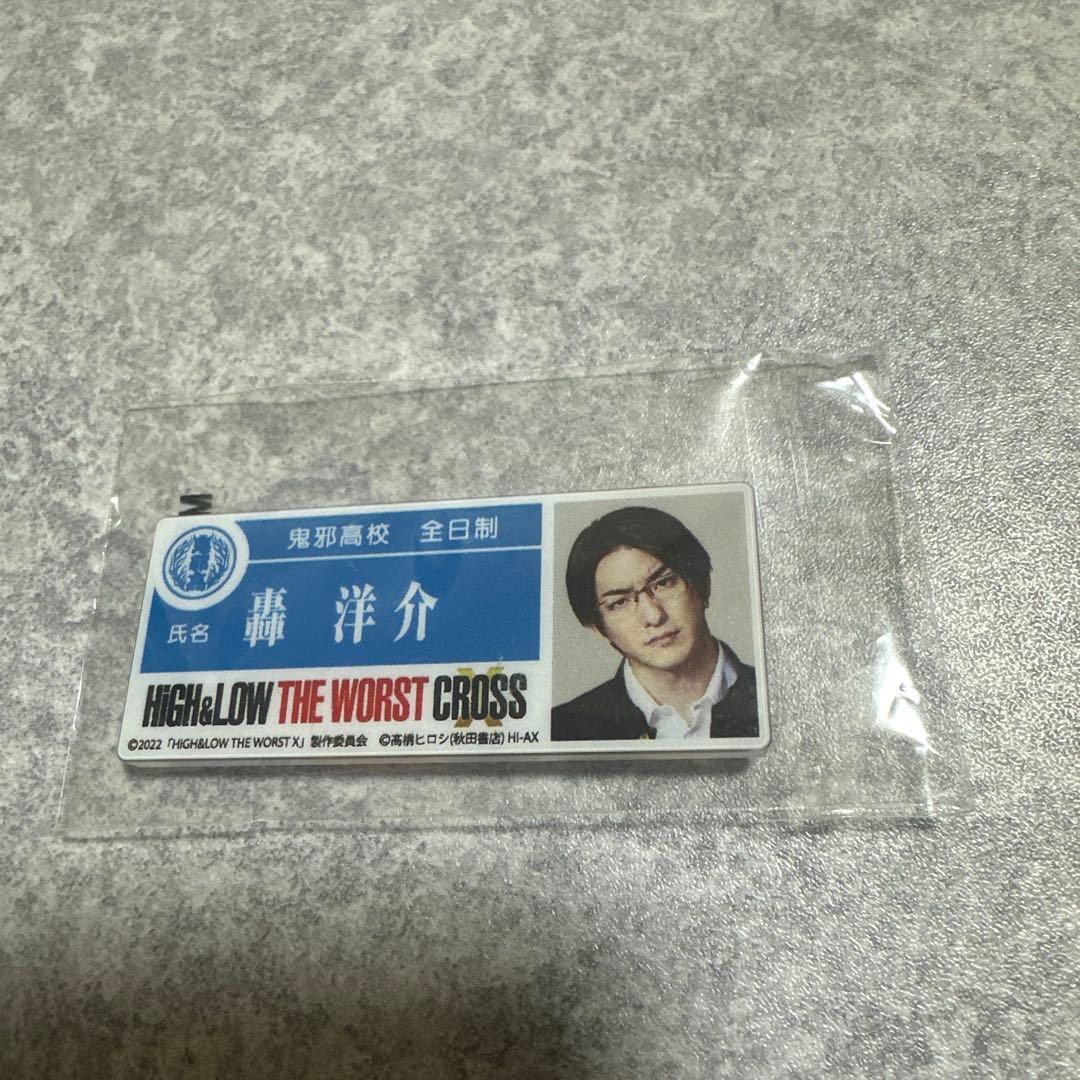 M
鬼邪高校 全日制
氏名 轟 洋介
HiGH&LOW THE WORST CROSS
©2022「HIGH&LOW THE WORST X」製作委員会 ©髙橋ヒロシ(秋田書店) HI-AX